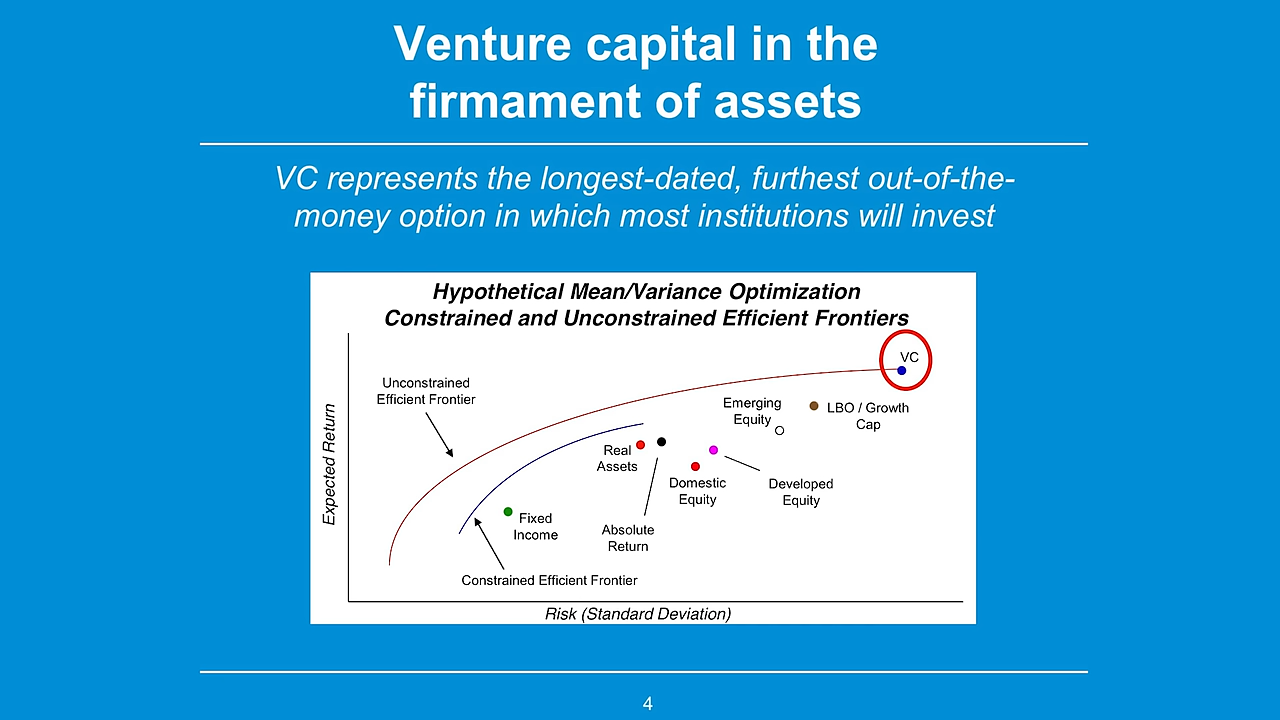 Venture capital in the
firmament of assets
VC represents the longest-dated, furthest out-of-the-
money option in which most institutions will invest
Hypothetical Mean/Variance Optimization
Constrained and Unconstrained Efficient Frontiers
VC
Unconstrained
Efficient Frontier
Emerging
Equity
LBO / Growth
Cap
Expected Return
Real
Assets
Domestic
Equity
Developed
Equity
Fixed
Income
Absolute
Return
Constrained Efficient Frontier
Risk (Standard Deviation)
4